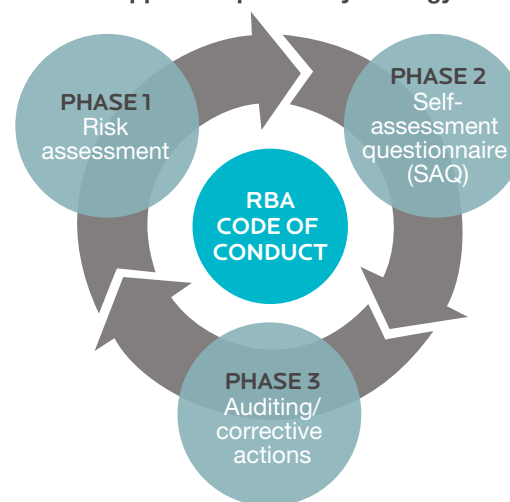 PHASE 1
Risk
assessment
PHASE 2
Self-
assessment
questionnaire
(SAQ)
RBA
CODE OF
CONDUCT
PHASE 3
Auditing/
corrective
actions